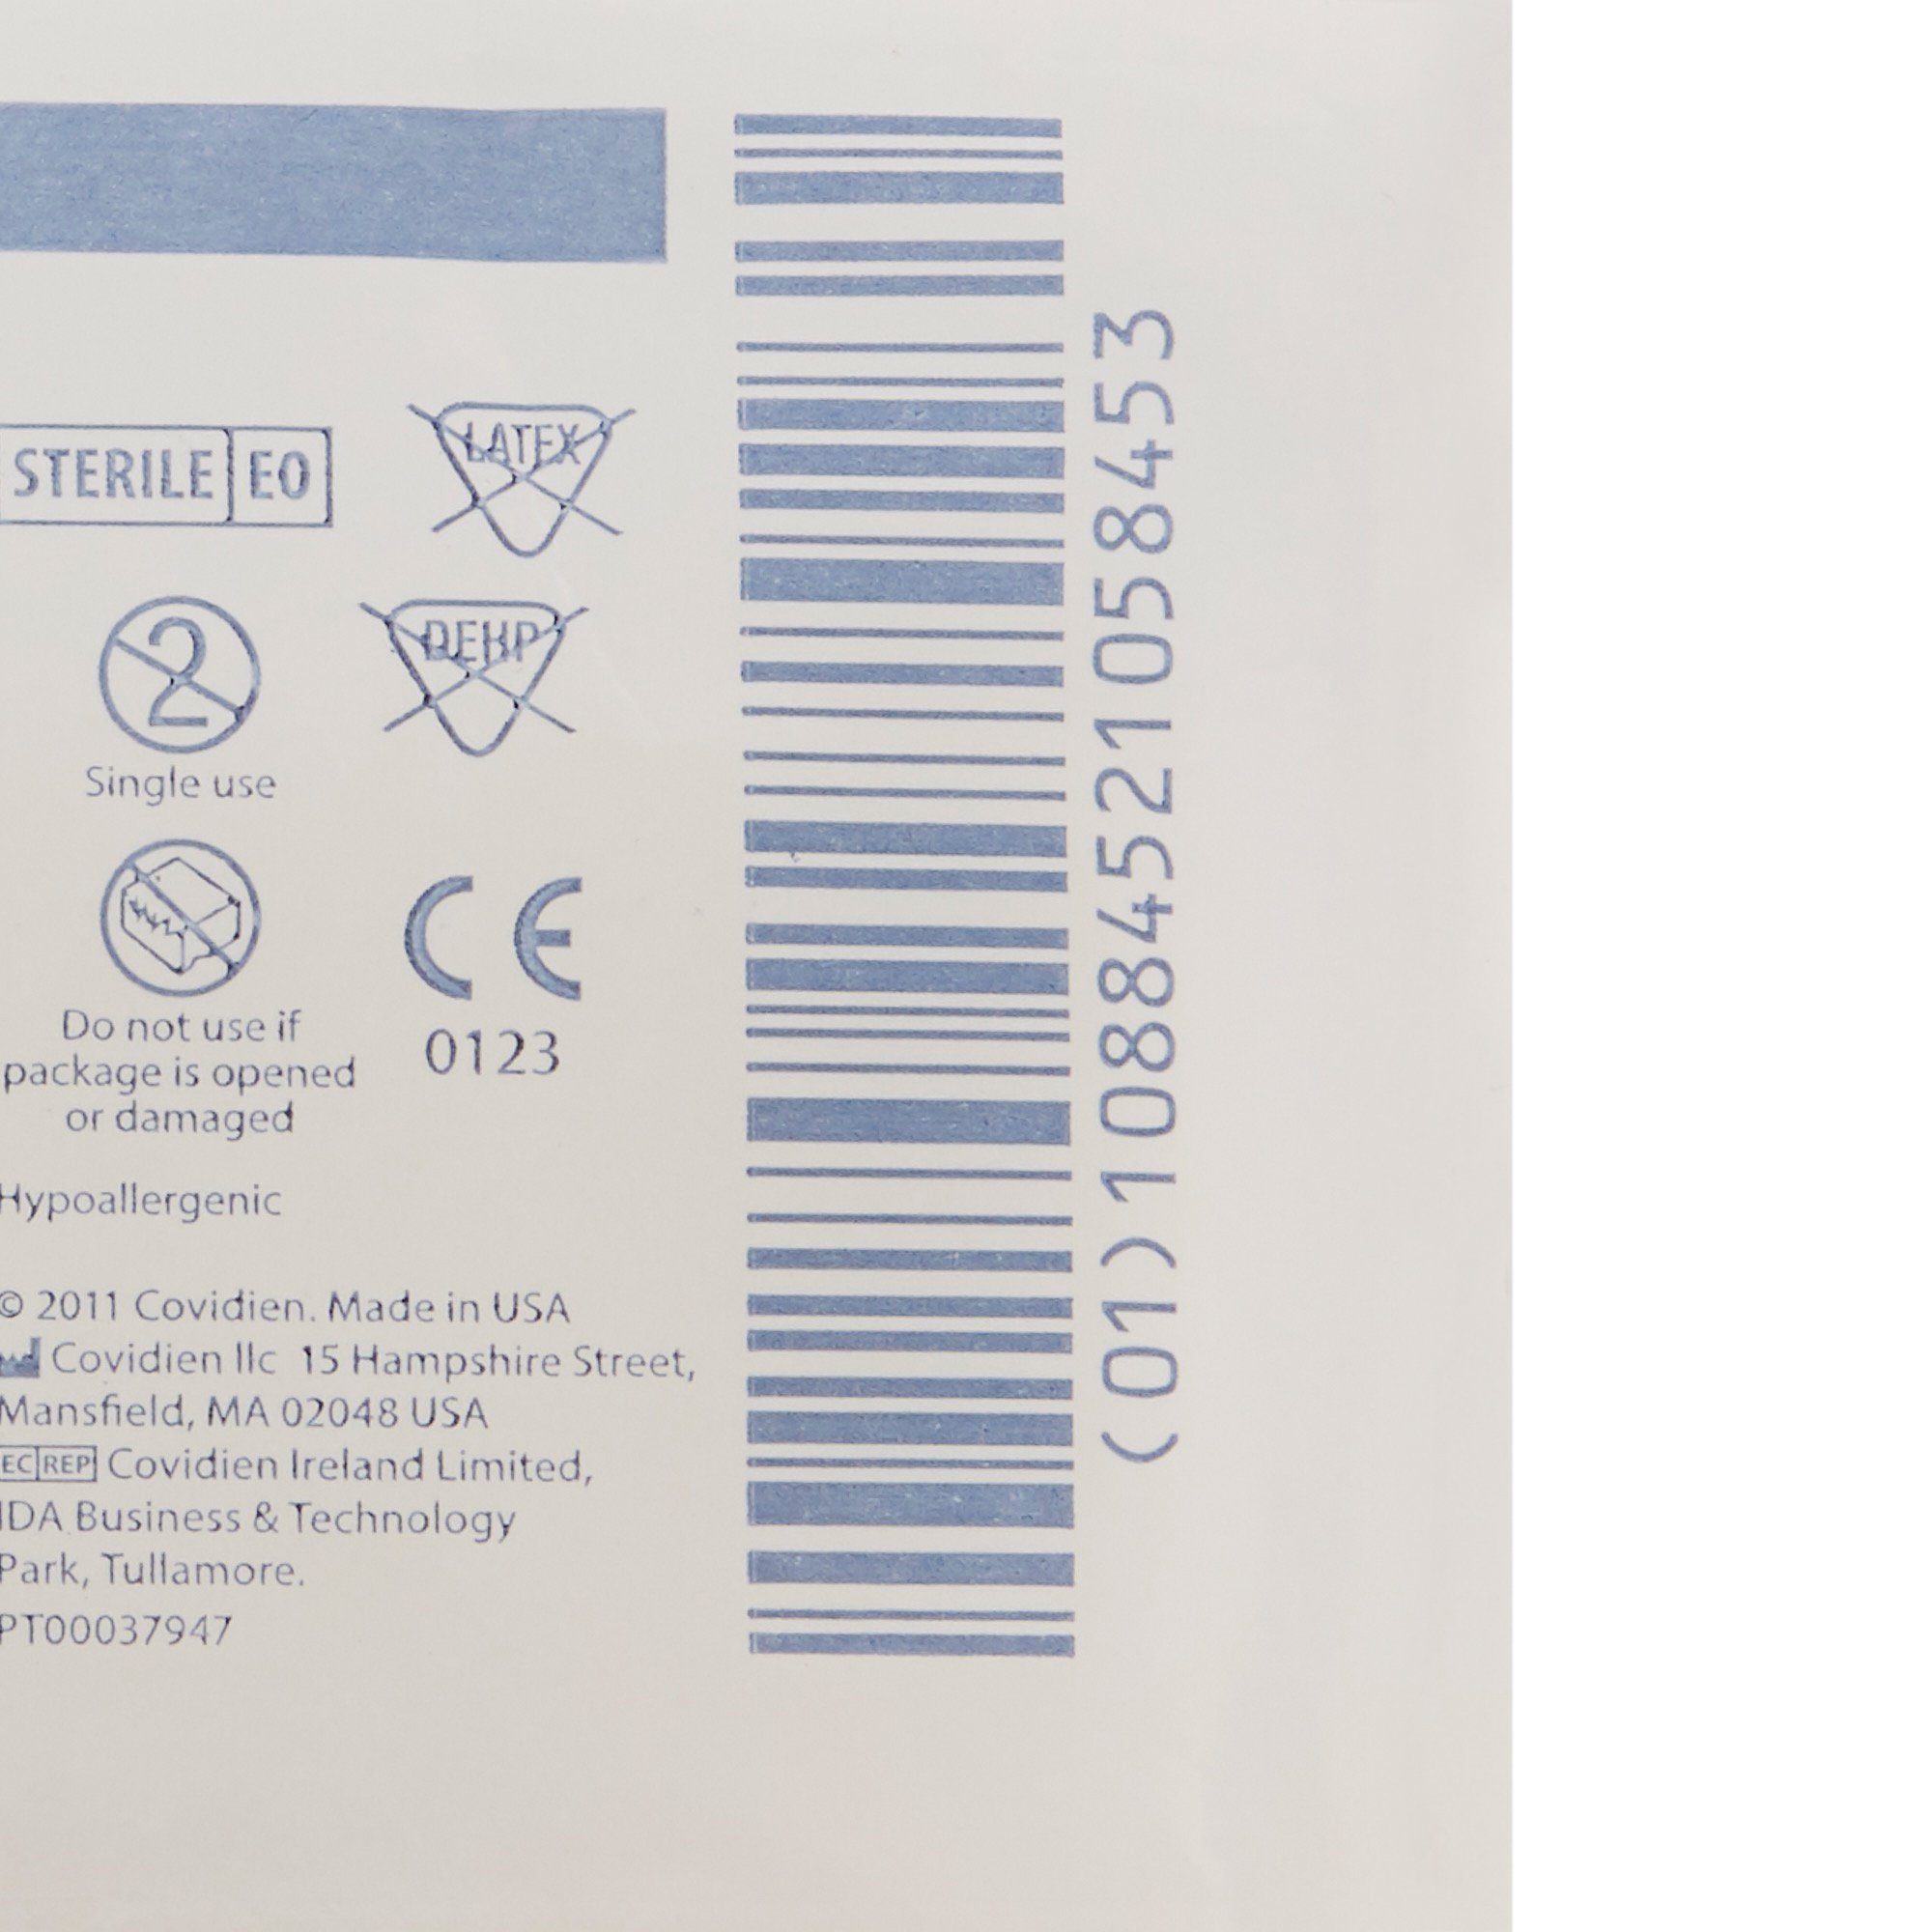 STERILE EO
LATEX
2
Single use
DEHP
Do not use if
package is opened
or damaged
CE
0123
Hypoallergenic
© 2011 Covidien. Made in USA
Covidien llc 15 Hampshire Street,
Mansfield, MA 02048 USA
EC REP Covidien Ireland Limited,
IDA Business & Technology
Park, Tullamore.
PT00037947
(01)10884521058453